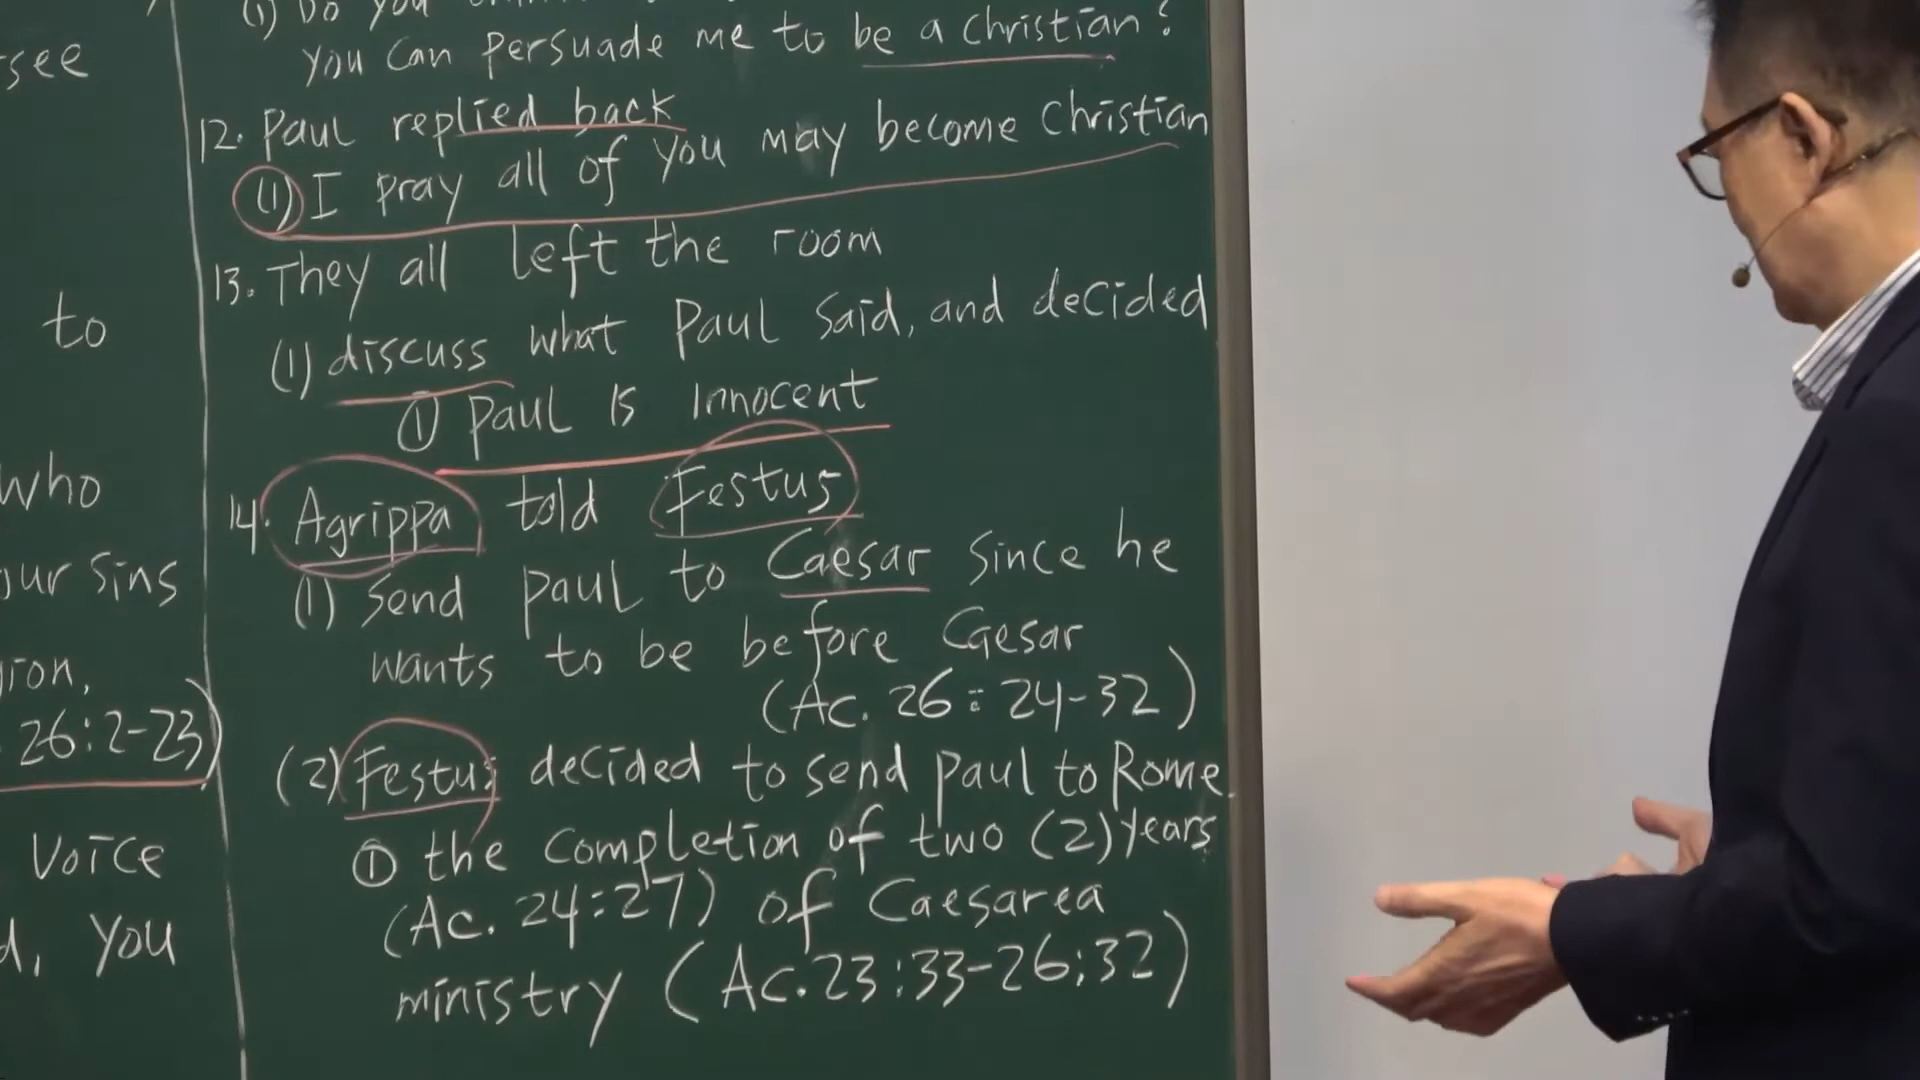 see
to
who
our sins
26:2-23)
Voice
you
(1) Do you
you can persuade me to be a Christian?
12. Paul replied back
(1) I pray all of you may become Christian
13. They all left the room
(1) discuss what Paul said, and decided
① Paul is innocent
14. Agrippa told Festus
(1) Send Paul to Caesar since he
wants to be before Caesar
(Ac. 26:24-32)
(2) Festus decided to send Paul to Rome.
① the completion of two (2) years
(Ac. 24:27) of Caesarea
ministry (Ac. 23:33-26:32)